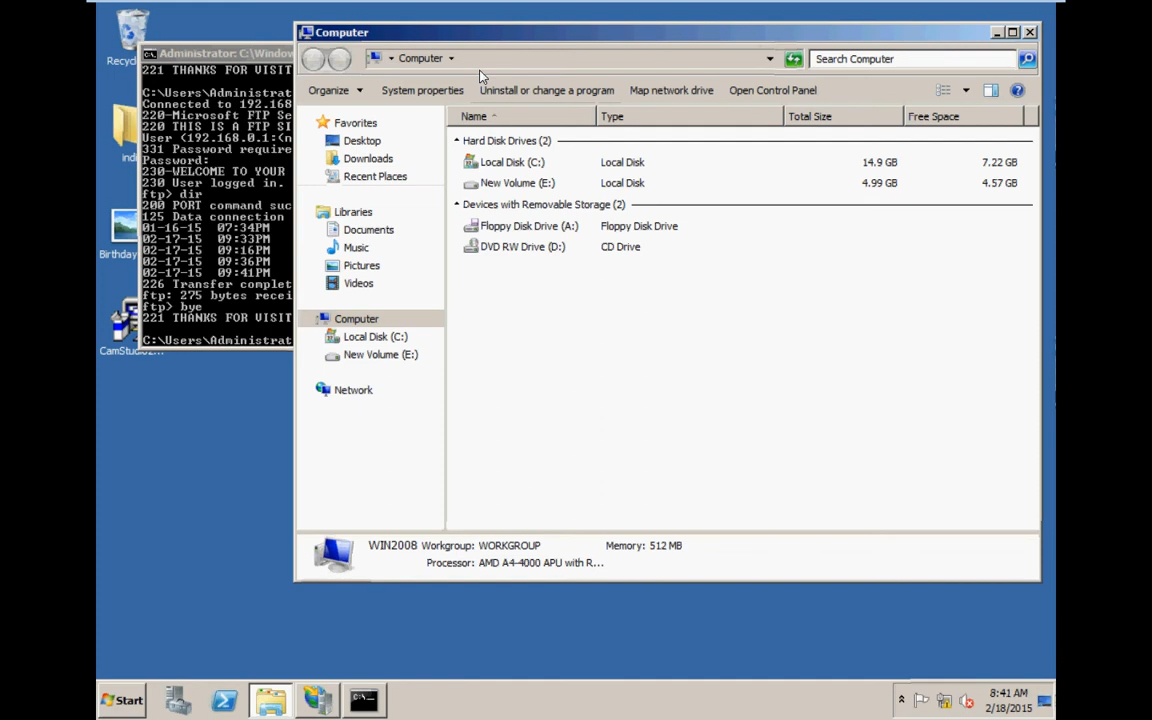 Recyc
indi
Birthday
CamStudio2...
Administrator: C:\Window
221 THANKS FOR VISIT
C:\Users\Administrat
Connected to 192.168
220-Microsoft FTP Se
220 THIS IS A FTP SI
User (192.168.0.1:(n
331 Password require
Password:
230-WELCOME TO YOUR
230 User logged in.
ftp> dir
200 PORT command suc
125 Data connection
01-16-15 07:34PM
02-17-15 09:33PM
02-17-15 09:16PM
02-17-15 09:36PM
02-17-15 09:41PM
226 Transfer complet
ftp: 275 bytes recei
ftp> bye
221 THANKS FOR VISIT
C:\Users\Administrat
Computer
Computer
Search Computer
Organize System properties Uninstall or change a program Map network drive Open Control Panel
Favorites
Desktop
Downloads
Recent Places
Libraries
Documents
Music
Pictures
Videos
Computer
Local Disk (C:)
New Volume (E:)
Network
Name Type Total Size Free Space
Hard Disk Drives (2)
Local Disk (C:) Local Disk 14.9 GB 7.22 GB
New Volume (E:) Local Disk 4.99 GB 4.57 GB
Devices with Removable Storage (2)
Floppy Disk Drive (A:) Floppy Disk Drive
DVD RW Drive (D:) CD Drive
WIN2008 Workgroup: WORKGROUP Memory: 512 MB
Processor: AMD A4-4000 APU with R...
Start
C:\.
8:41 AM
2/18/2015